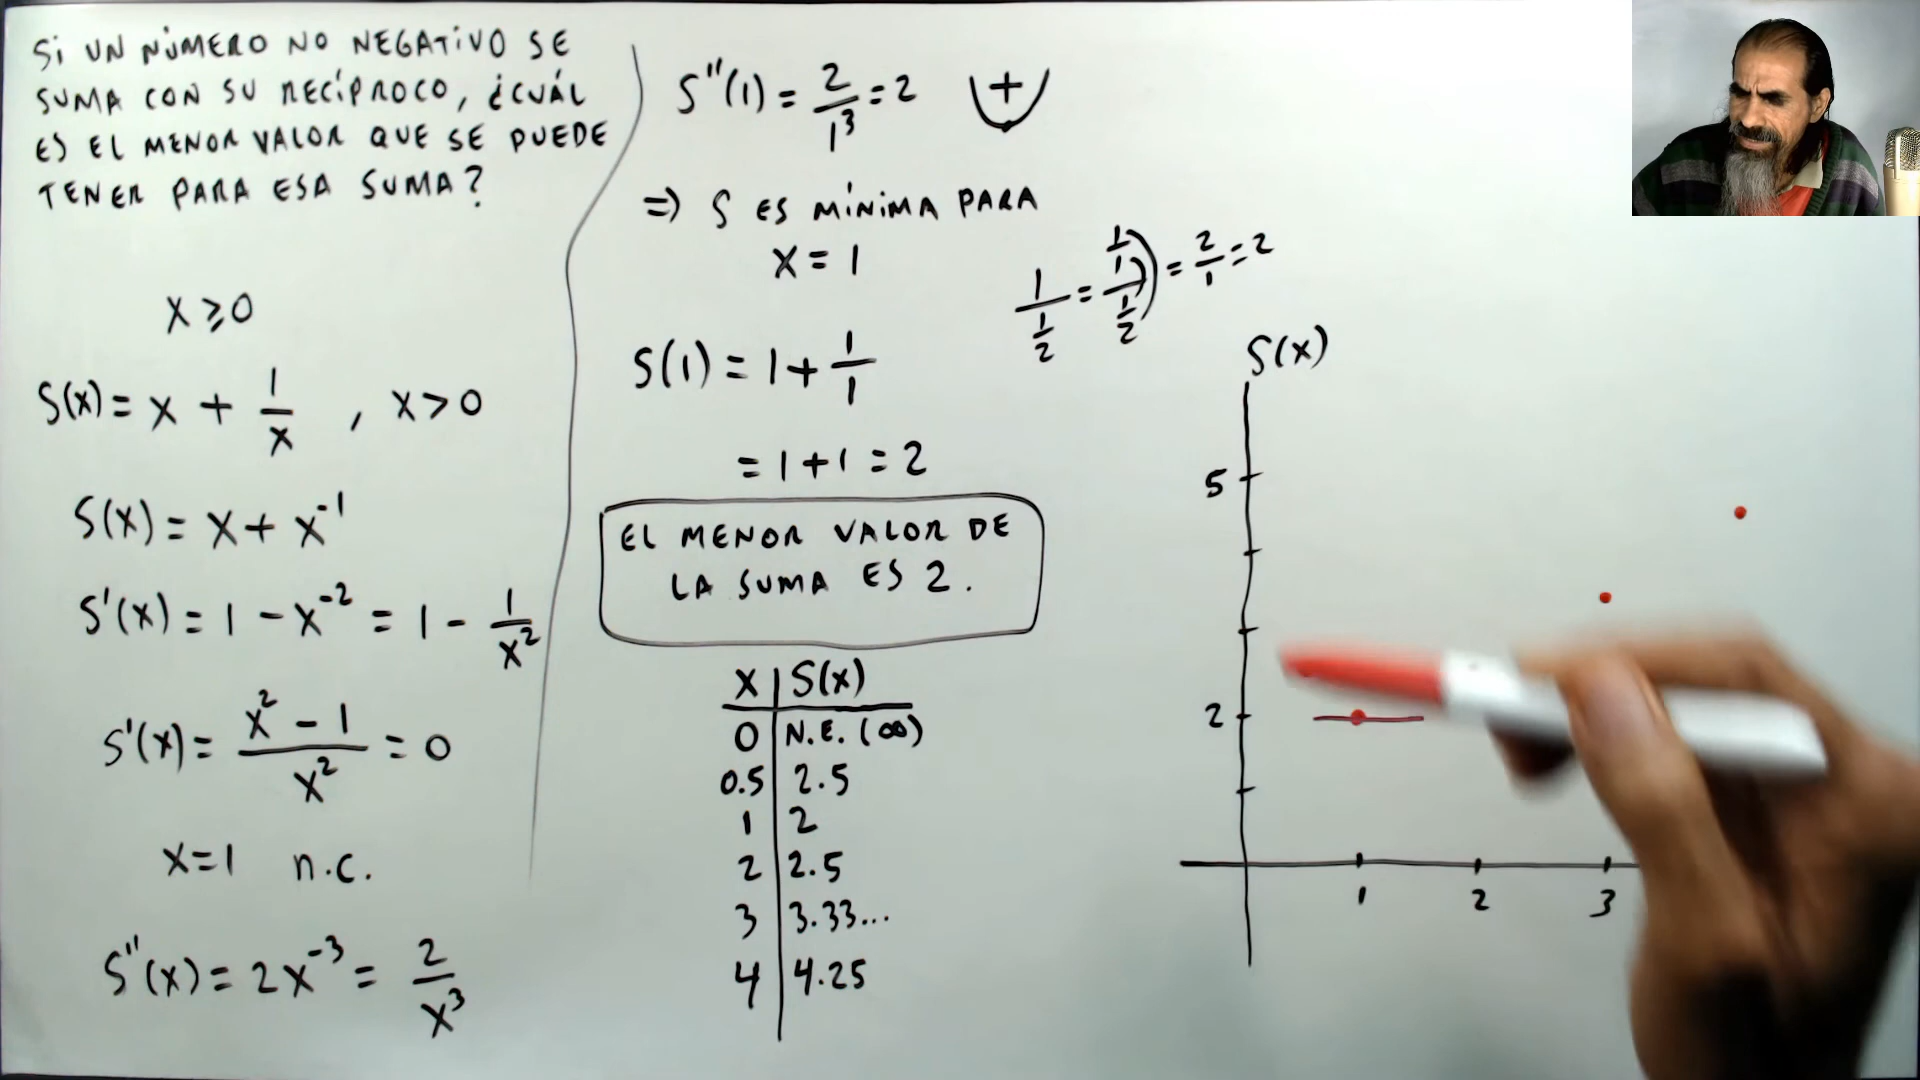 Si UN NÚMERO NO NEGATiVO SE
SUMA CON SU RECÍPROCO, ¿CUÁL
ES EL MENOR VALOR QUE SE PUEDE
TENER PARA ESA SUMA?
x ≥ 0
S(x) = x + 1/x , x > 0
S(x) = x + x^-1
S'(x) = 1 - x^-2 = 1 - 1/x^2
S'(x) = (x^2 - 1)/x^2 = 0
x=1 n.c.
S''(x) = 2x^-3 = 2/x^3
S''(1) = 2/1^3 = 2 +
=> S ES MÍNiMA PARA
x = 1
S(1) = 1 + 1/1
= 1 + 1 = 2
EL MENOR VALOR DE
LA SUMA ES 2.
x | S(x)
0 | N.E. (∞)
0.5 | 2.5
1 | 2
2 | 2.5
3 | 3.33...
4 | 4.25
1/(1/2) = (1/1)/(1/2) = 2/1 = 2
S(x)
5
2
1 2 3